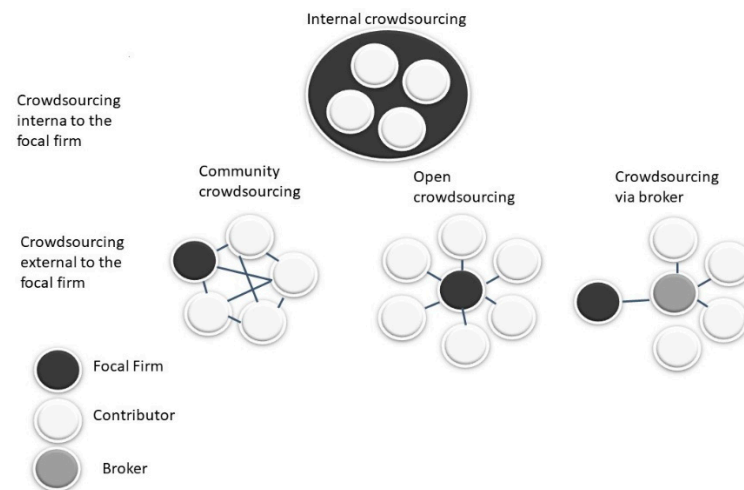 Internal crowdsourcing
Crowdsourcing
interna to the
focal firm
Community
crowdsourcing
Open
crowdsourcing
Crowdsourcing
via broker
Crowdsourcing
external to the
focal firm
Focal Firm
Contributor
Broker